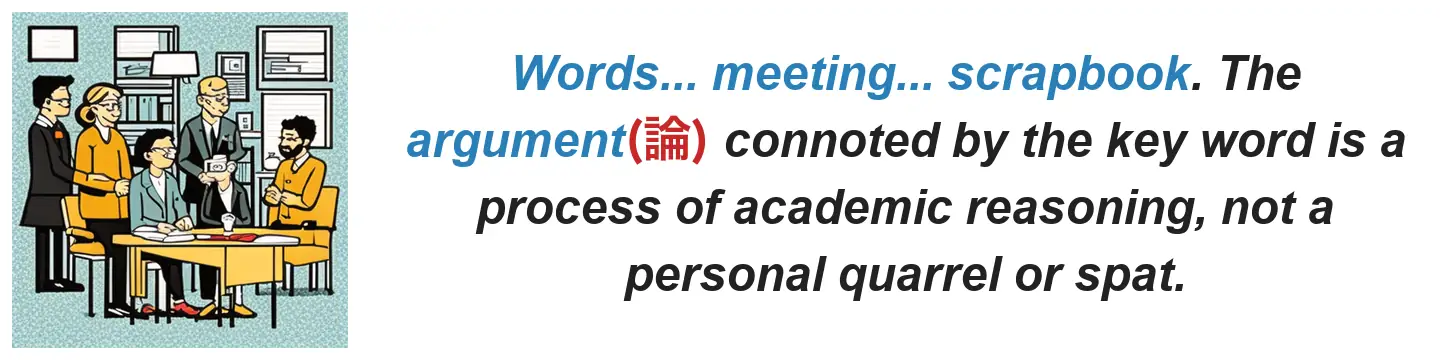 Words... meeting... scrapbook. The
argument(論) connoted by the key word is a
process of academic reasoning, not a
personal quarrel or spat.